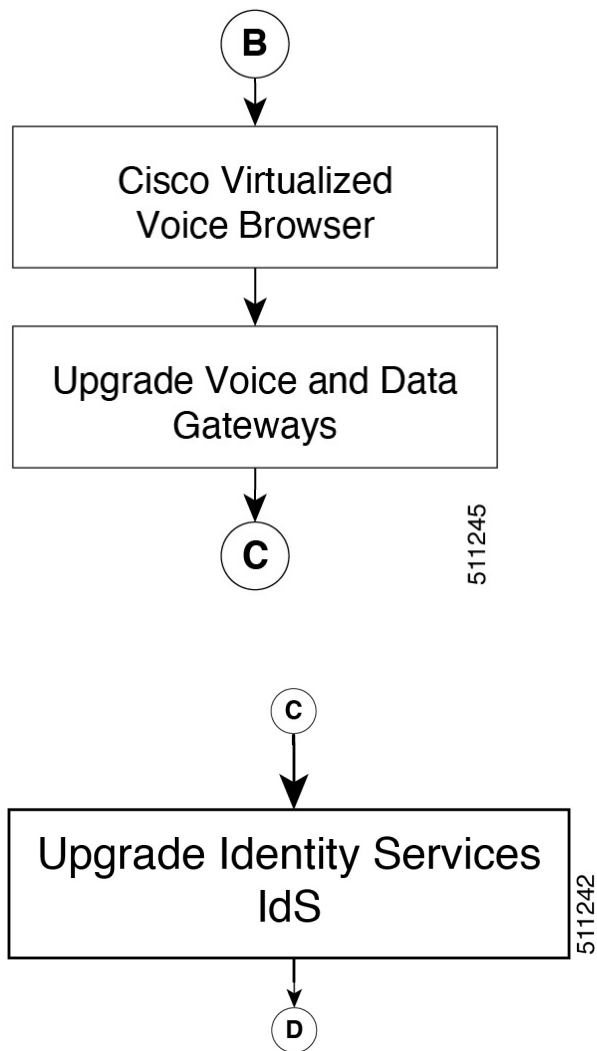 B
Cisco Virtualized
Voice Browser
Upgrade Voice and Data
Gateways
C
511245
C
Upgrade Identity Services
IdS
511242
D